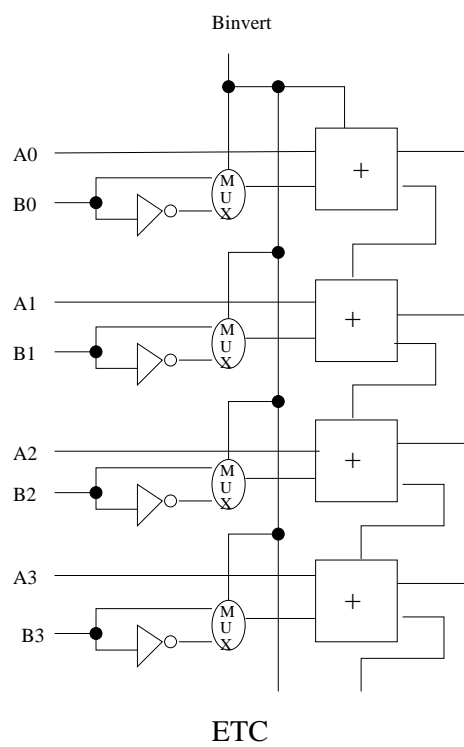 Binvert
A0
+
B0
MUX
A1
+
B1
MUX
A2
+
B2
MUX
A3
+
B3
MUX
ETC